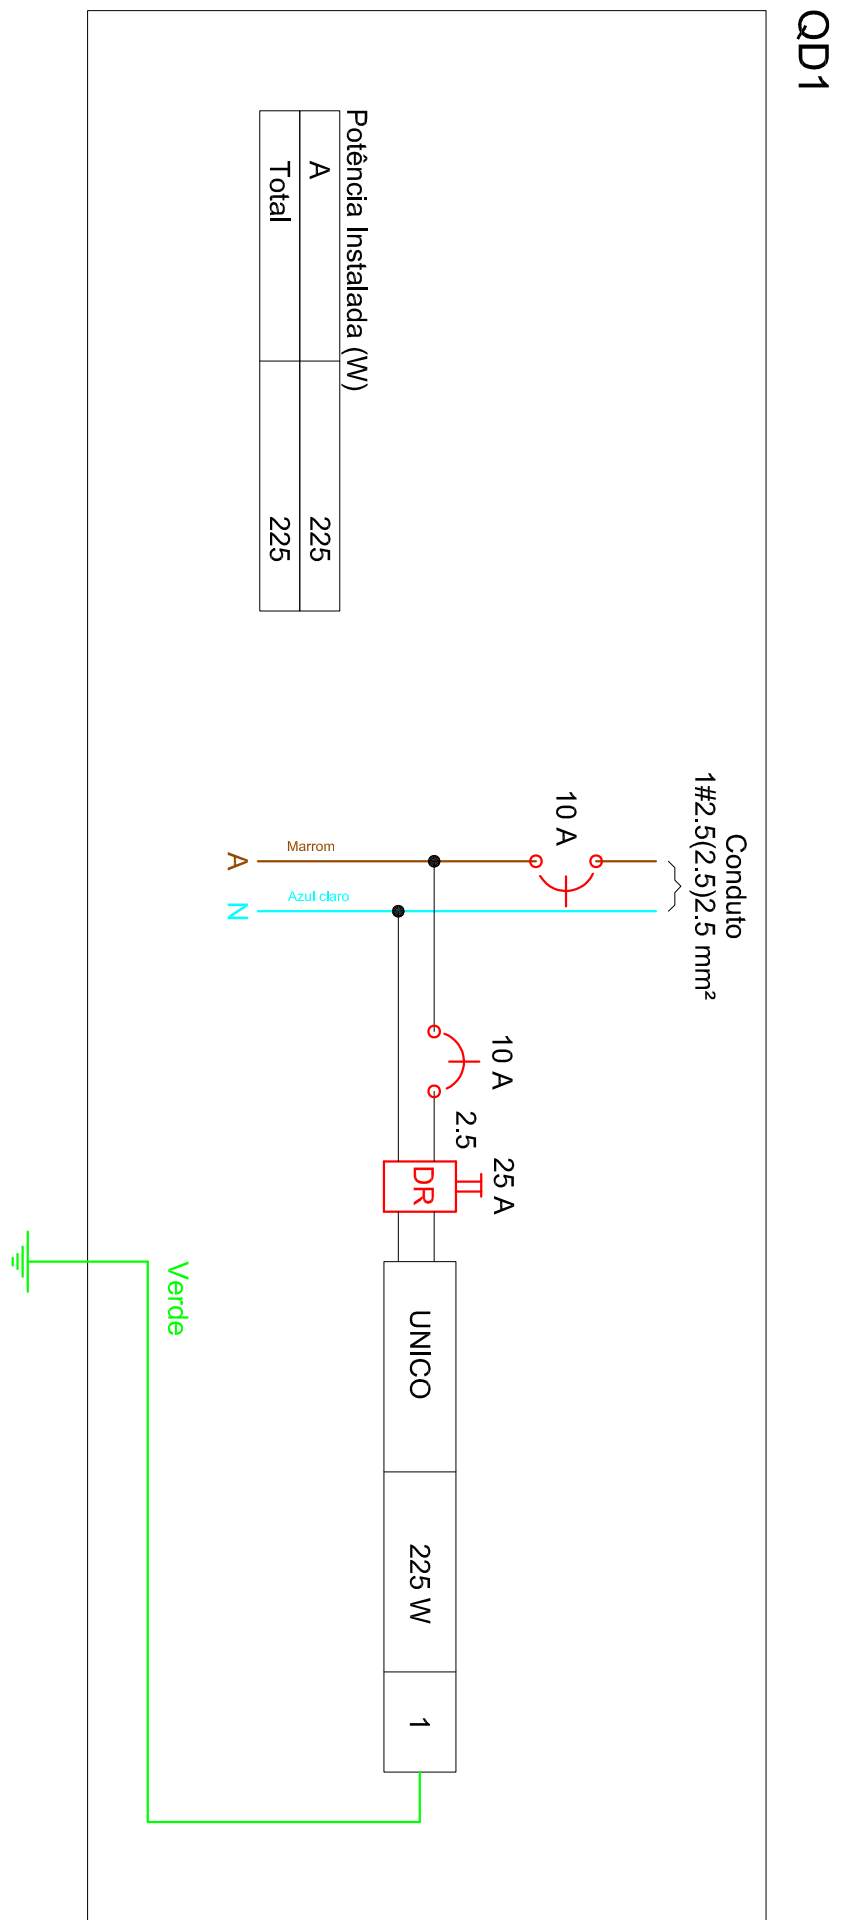 QD1
Conduto
1#2.5(2.5)2.5 mm²
10 A
Marrom
A
Azul claro
N
10 A
2.5
25 A
DR
UNICO
225 W
1
Verde
Potência Instalada (W)
A 225
Total 225